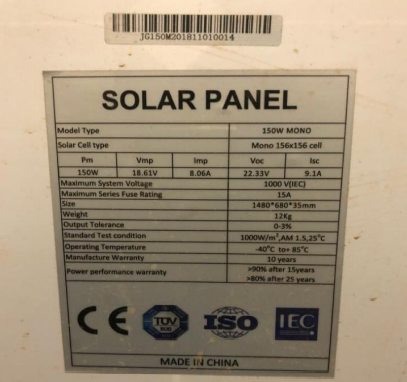 JG150M201811010014
SOLAR PANEL
Model Type 150W MONO
Solar Cell type Mono 156x156 cell
Pm Vmp Imp Voc Isc
150W 18.61V 8.06A 22.33V 9.1A
Maximum System Voltage 1000 V(IEC)
Maximum Series Fuse Rating 15A
Size 1480*680*35mm
Weight 12Kg
Output Tolerance 0-3%
Standard Test condition 1000W/m²,AM 1.5,25°C
Operating Temperature -40°C to+ 85°C
Manufacture Warranty 10 years
Power performance warranty >90% after 15years
>80% after 25 years
CE TÜV ISO IEC
MADE IN CHINA